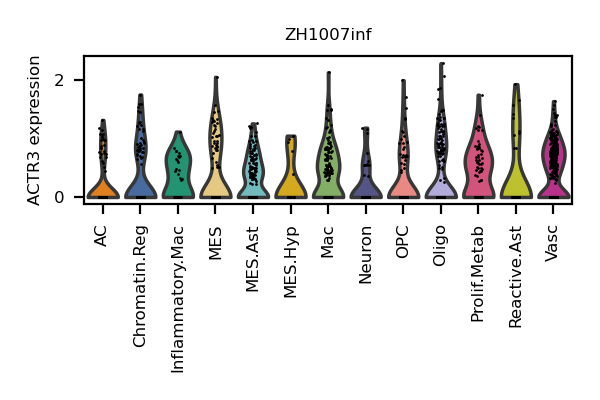 ZH1007inf
ACTR3 expression
2
0
AC
Chromatin.Reg
Inflammatory.Mac
MES
MES.Ast
MES.Hyp
Mac
Neuron
OPC
Oligo
Prolif.Metab
Reactive.Ast
Vasc